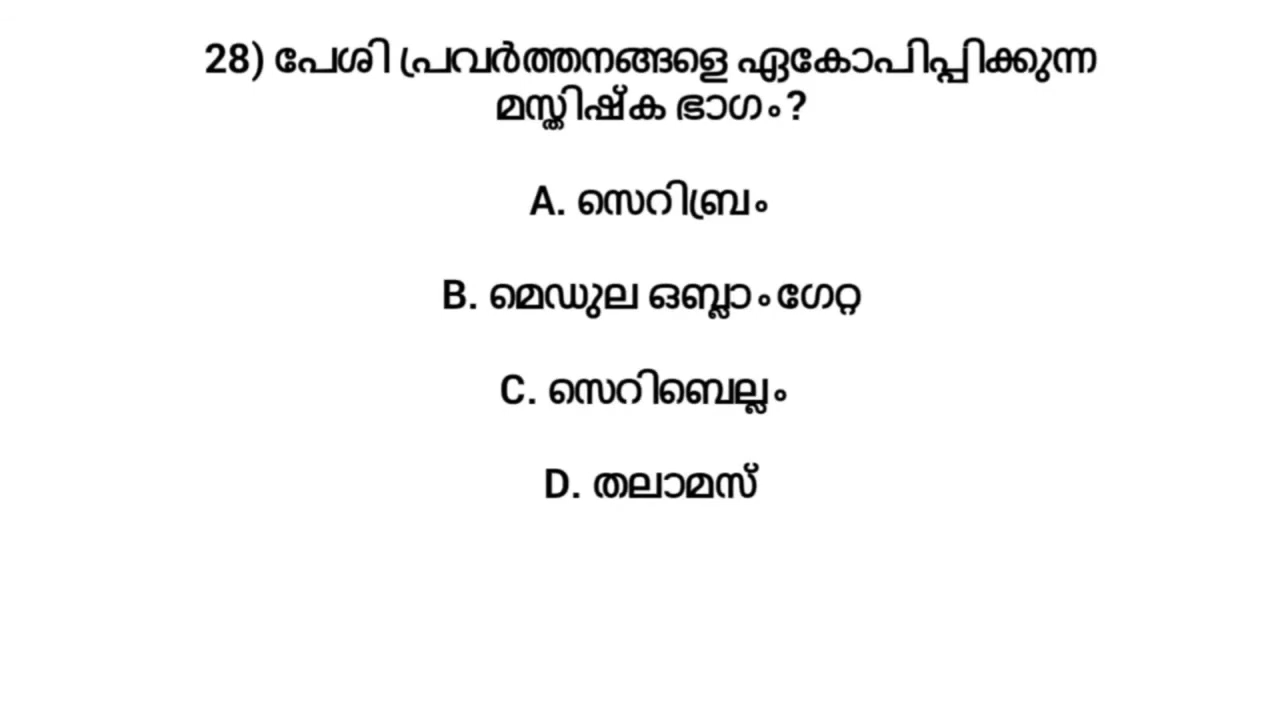 28) പേശി പ്രവർത്തനങ്ങളെ ഏകോപിപ്പിക്കുന്ന
മസ്തിഷ്ക ഭാഗം?
A. സെറിബ്രം
B. മെഡുല ഒബ്ലാംഗേറ്റ
C. സെറിബെല്ലം
D. തലാമസ്